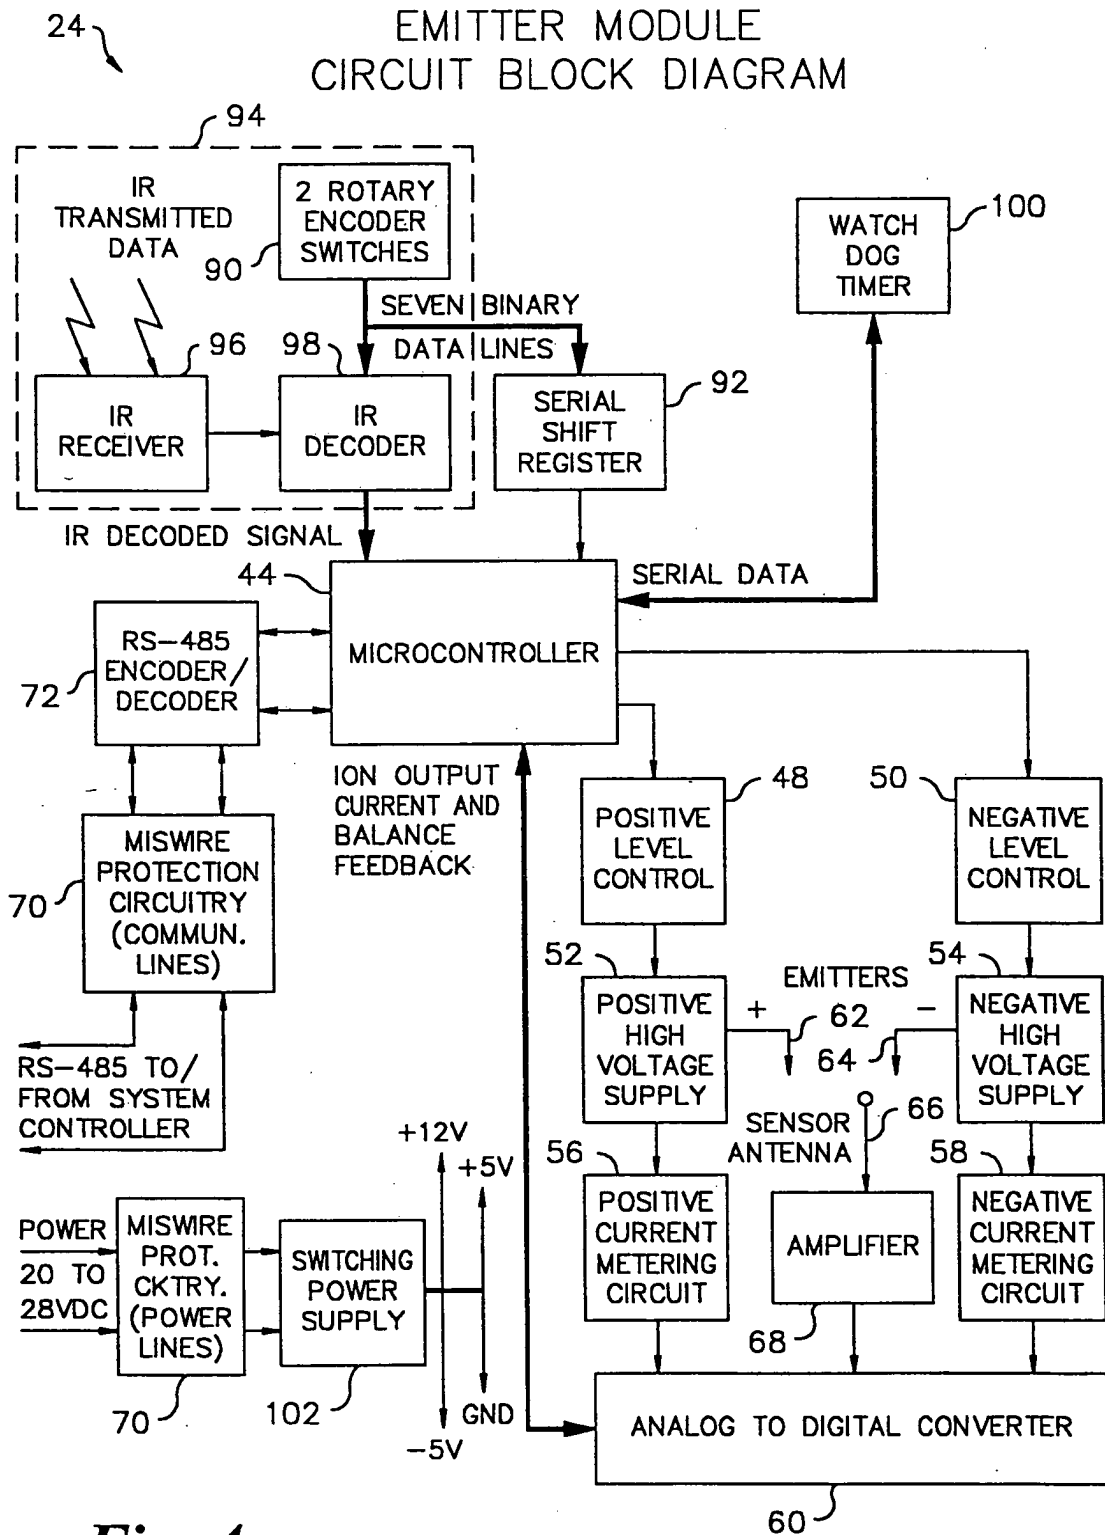 24
EMITTER MODULE
CIRCUIT BLOCK DIAGRAM
94
IR
TRANSMITTED
DATA
2 ROTARY
ENCODER
SWITCHES
90
100
WATCH
DOG
TIMER
SEVEN BINARY
DATA LINES
96
98
92
IR
RECEIVER
IR
DECODER
SERIAL
SHIFT
REGISTER
IR DECODED SIGNAL
44
SERIAL DATA
MICROCONTROLLER
RS-485
ENCODER/
DECODER
72
ION OUTPUT
CURRENT AND
BALANCE
FEEDBACK
48
50
POSITIVE
LEVEL
CONTROL
NEGATIVE
LEVEL
CONTROL
MISWIRE
PROTECTION
CIRCUITRY
(COMMUN.
LINES)
70
52
54
EMITTERS
+
62
-
64
POSITIVE
HIGH
VOLTAGE
SUPPLY
NEGATIVE
HIGH
VOLTAGE
SUPPLY
RS-485 TO/
FROM SYSTEM
CONTROLLER
SENSOR
ANTENNA
66
56
58
+12V
+5V
POWER
20 TO
28VDC
MISWIRE
PROT.
CKTRY.
(POWER
LINES)
SWITCHING
POWER
SUPPLY
POSITIVE
CURRENT
METERING
CIRCUIT
AMPLIFIER
NEGATIVE
CURRENT
METERING
CIRCUIT
68
70
102
GND
-5V
ANALOG TO DIGITAL CONVERTER
60